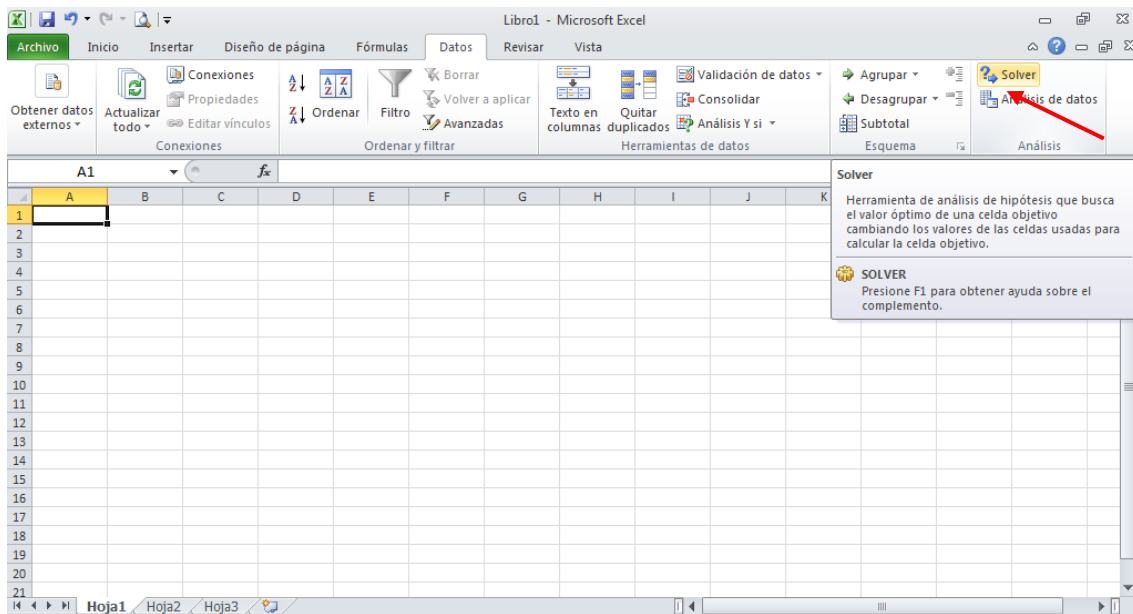 Libro1 - Microsoft Excel
Archivo Inicio Insertar Diseño de página Fórmulas Datos Revisar Vista
Obtener datos externos
Actualizar todo
Conexiones
Propiedades
Editar vínculos
Conexiones
Ordenar
Filtro
Borrar
Volver a aplicar
Avanzadas
Ordenar y filtrar
Texto en columnas
Quitar duplicados
Validación de datos
Consolidar
Análisis Y si
Herramientas de datos
Agrupar
Desagrupar
Subtotal
Esquema
Solver
Análisis de datos
Análisis
A1 fx
Solver
Herramienta de análisis de hipótesis que busca
el valor óptimo de una celda objetivo
cambiando los valores de las celdas usadas para
calcular la celda objetivo.
SOLVER
Presione F1 para obtener ayuda sobre el
complemento.
A B C D E F G H I J K
1
2
3
4
5
6
7
8
9
10
11
12
13
14
15
16
17
18
19
20
21
Hoja1 Hoja2 Hoja3